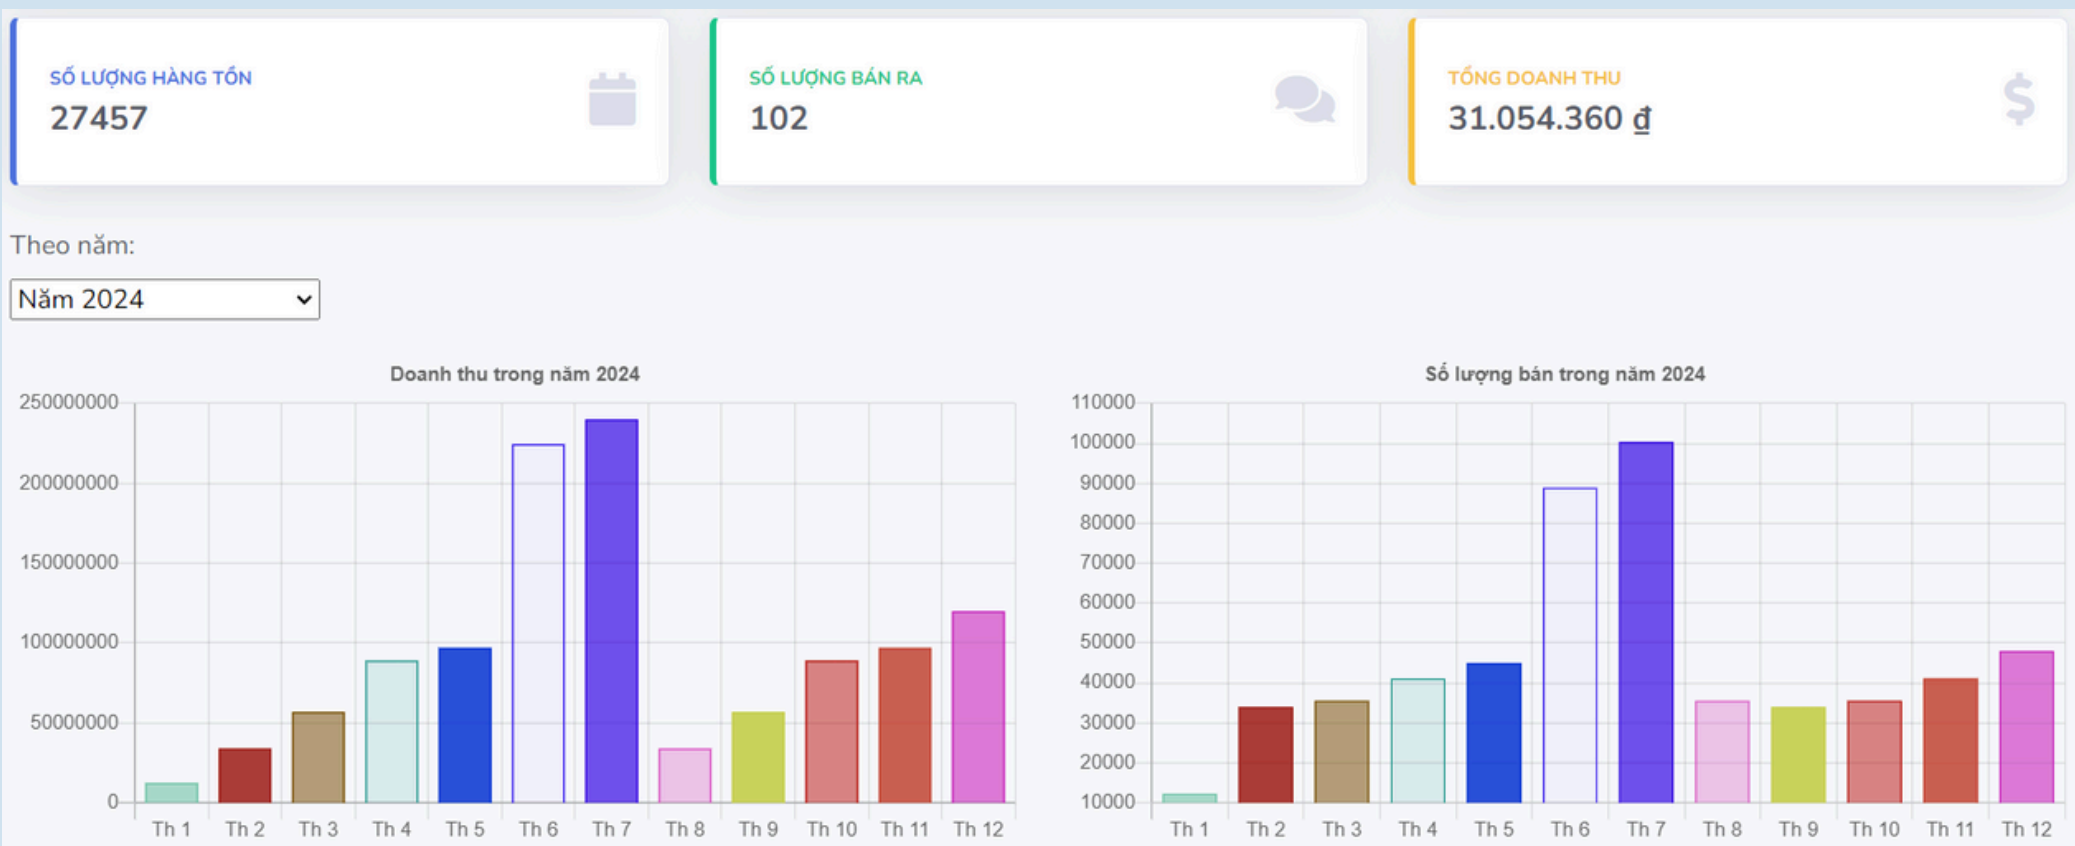 SỐ LƯỢNG HÀNG TỒN
27457
SỐ LƯỢNG BÁN RA
102
TỔNG DOANH THU
31.054.360 ₫
Theo năm:
Năm 2024
Doanh thu trong năm 2024
250000000
200000000
150000000
100000000
50000000
0
Th 1 Th 2 Th 3 Th 4 Th 5 Th 6 Th 7 Th 8 Th 9 Th 10 Th 11 Th 12
Số lượng bán trong năm 2024
110000
100000
90000
80000
70000
60000
50000
40000
30000
20000
10000
Th 1 Th 2 Th 3 Th 4 Th 5 Th 6 Th 7 Th 8 Th 9 Th 10 Th 11 Th 12